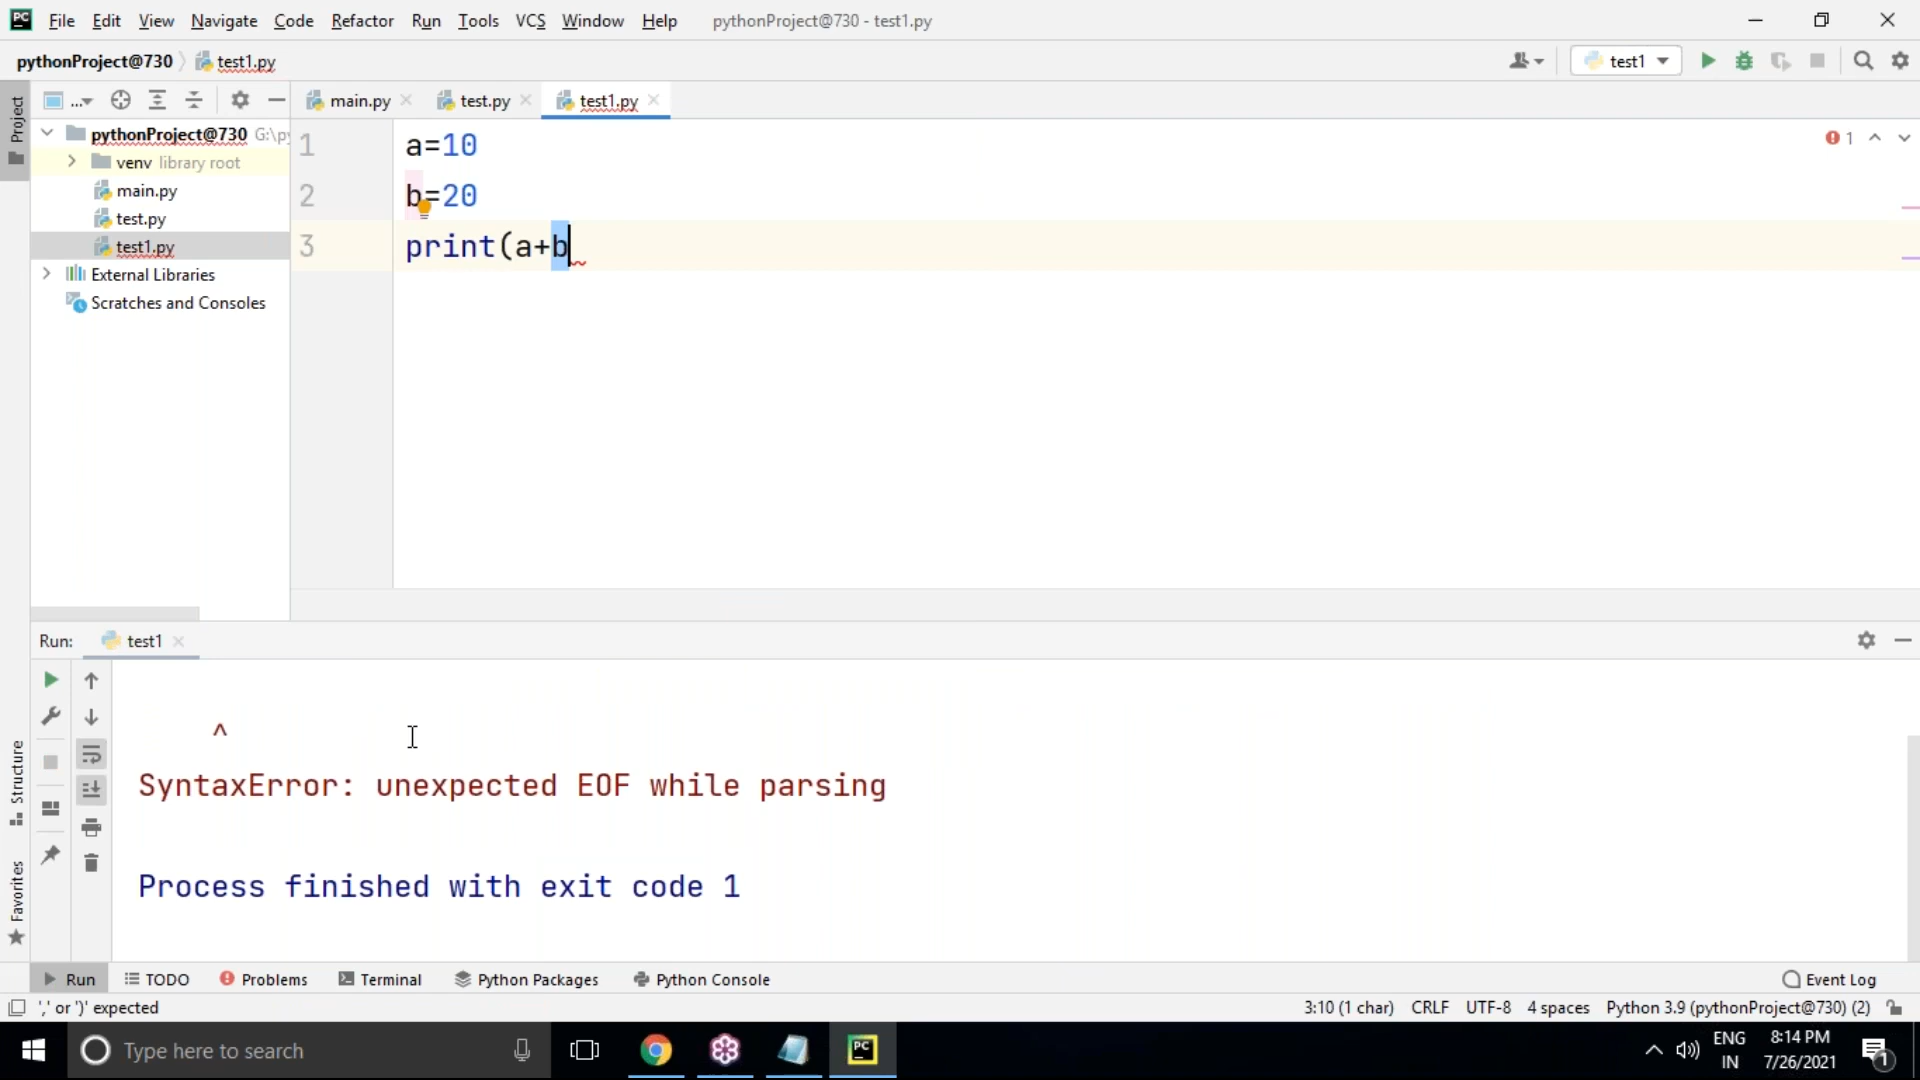 PC File Edit View Navigate Code Refactor Run Tools VCS Window Help pythonProject@730 - test1.py
pythonProject@730 test1.py test1
Project ... main.py test.py test1.py
pythonProject@730 G:\py
venv library root
main.py
test.py
test1.py
External Libraries
Scratches and Consoles
1 a=10
2 b=20
3 print(a+b
1
Run: test1
^
SyntaxError: unexpected EOF while parsing
Process finished with exit code 1
Structure
Favorites
Run TODO Problems Terminal Python Packages Python Console Event Log
',' or ')' expected 3:10 (1 char) CRLF UTF-8 4 spaces Python 3.9 (pythonProject@730) (2)
Type here to search PC ENG 8:14 PM
IN 7/26/2021 1